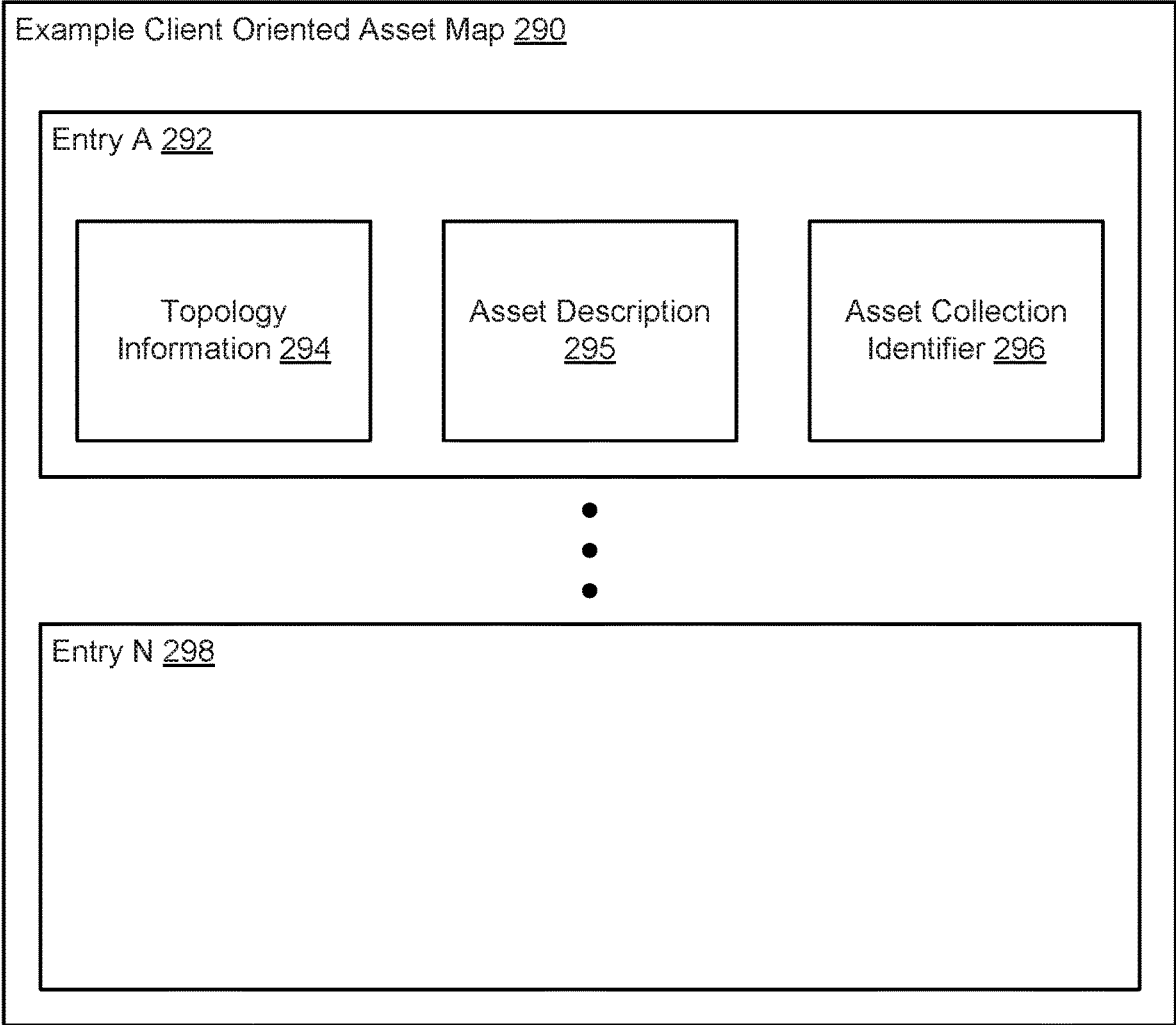 Example Client Oriented Asset Map 290
Entry A 292
Topology
Information 294
Asset Description
295
Asset Collection
Identifier 296
Entry N 298